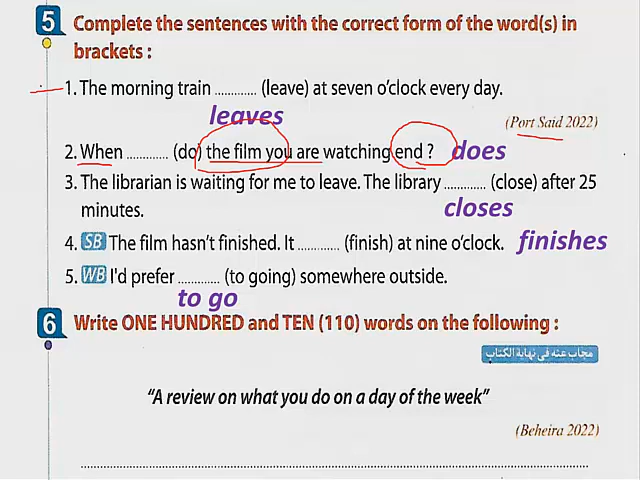 5 Complete the sentences with the correct form of the word(s) in
brackets :
1. The morning train ............ (leave) at seven o'clock every day.
leaves
(Port Said 2022)
2. When ............ (do) the film you are watching end ? does
3. The librarian is waiting for me to leave. The library ............ (close) after 25
minutes. closes
4. SB The film hasn't finished. It ............ (finish) at nine o'clock. finishes
5. WB I'd prefer ............ (to going) somewhere outside.
to go
6 Write ONE HUNDRED and TEN (110) words on the following :
مجاب عنه فى نهاية الكتاب
"A review on what you do on a day of the week"
(Beheira 2022)